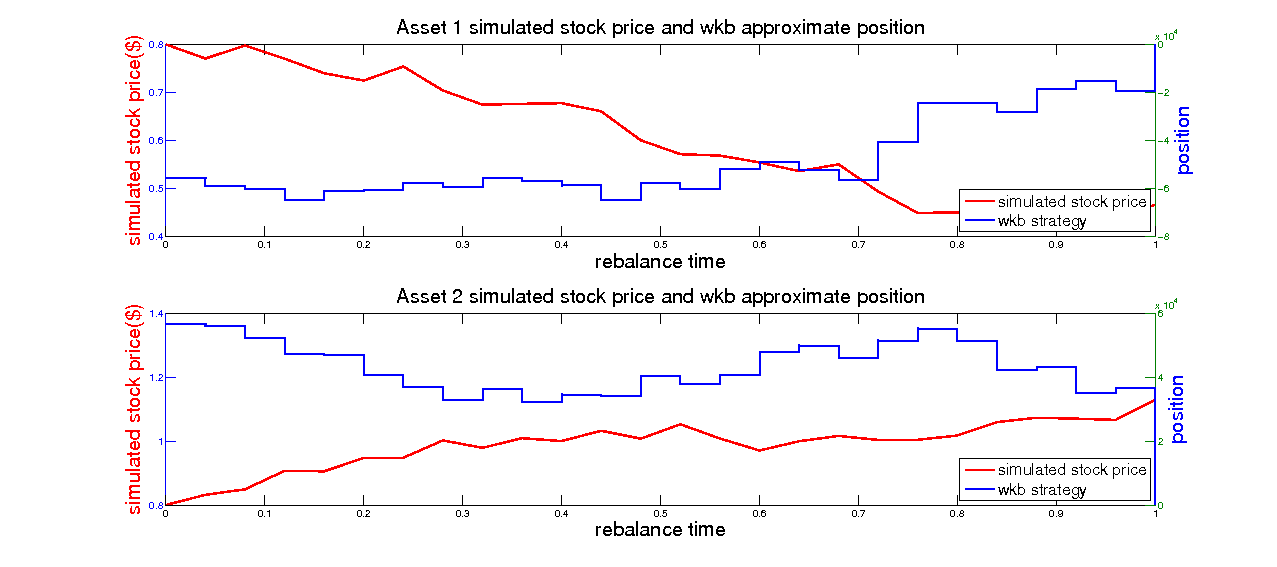 Asset 1 simulated stock price and wkb approximate position
x 10^4
simulated stock price($)
0.8
0.7
0.6
0.5
0.4
0
−2
−4
−6
−8
position
simulated stock price
wkb strategy
0 0.1 0.2 0.3 0.4 0.5 0.6 0.7 0.8 0.9 1
rebalance time
Asset 2 simulated stock price and wkb approximate position
x 10^4
simulated stock price($)
1.4
1.2
1
0.8
6
4
2
0
position
simulated stock price
wkb strategy
0 0.1 0.2 0.3 0.4 0.5 0.6 0.7 0.8 0.9 1
rebalance time